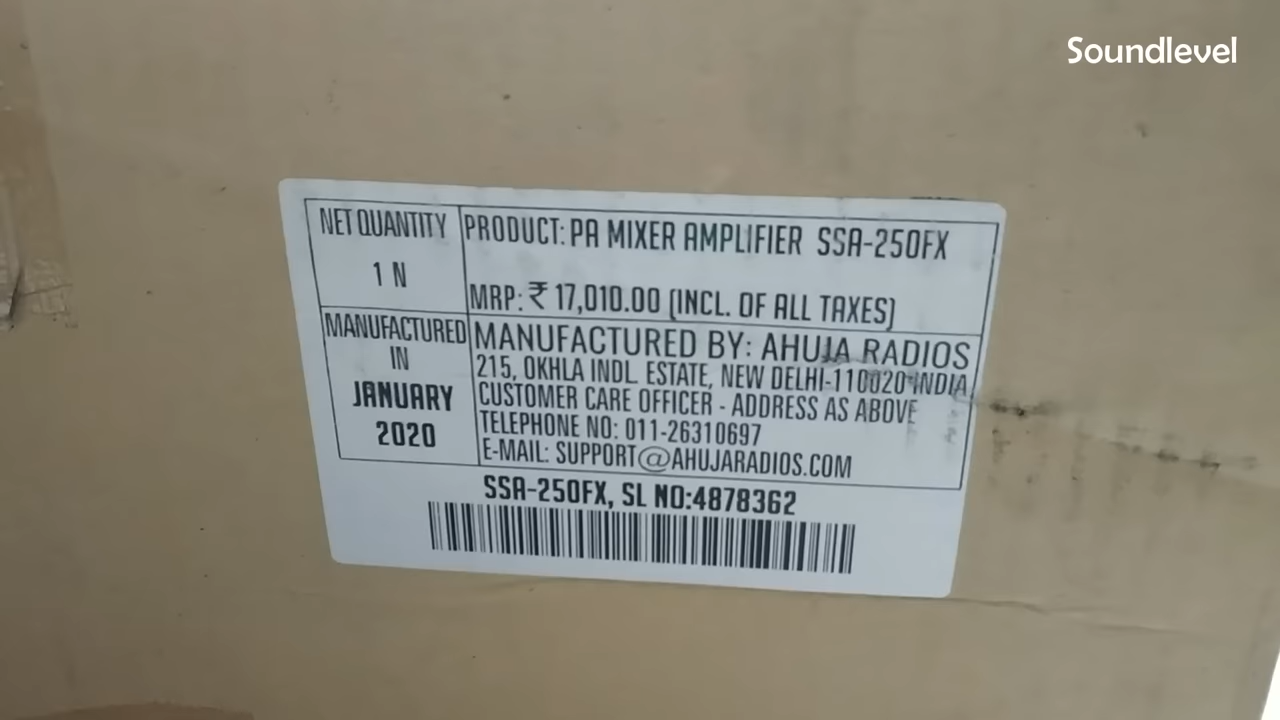 Soundlevel
NET QUANTITY
1 N
PRODUCT: PA MIXER AMPLIFIER SSA-250FX
MRP: ₹ 17,010.00 (INCL. OF ALL TAXES)
MANUFACTURED
IN
JANUARY
2020
MANUFACTURED BY: AHUJA RADIOS
215, OKHLA INDL. ESTATE, NEW DELHI-110020 INDIA
CUSTOMER CARE OFFICER - ADDRESS AS ABOVE
TELEPHONE NO: 011-26310697
E-MAIL: SUPPORT@AHUJARADIOS.COM
SSA-250FX, SL NO:4878362